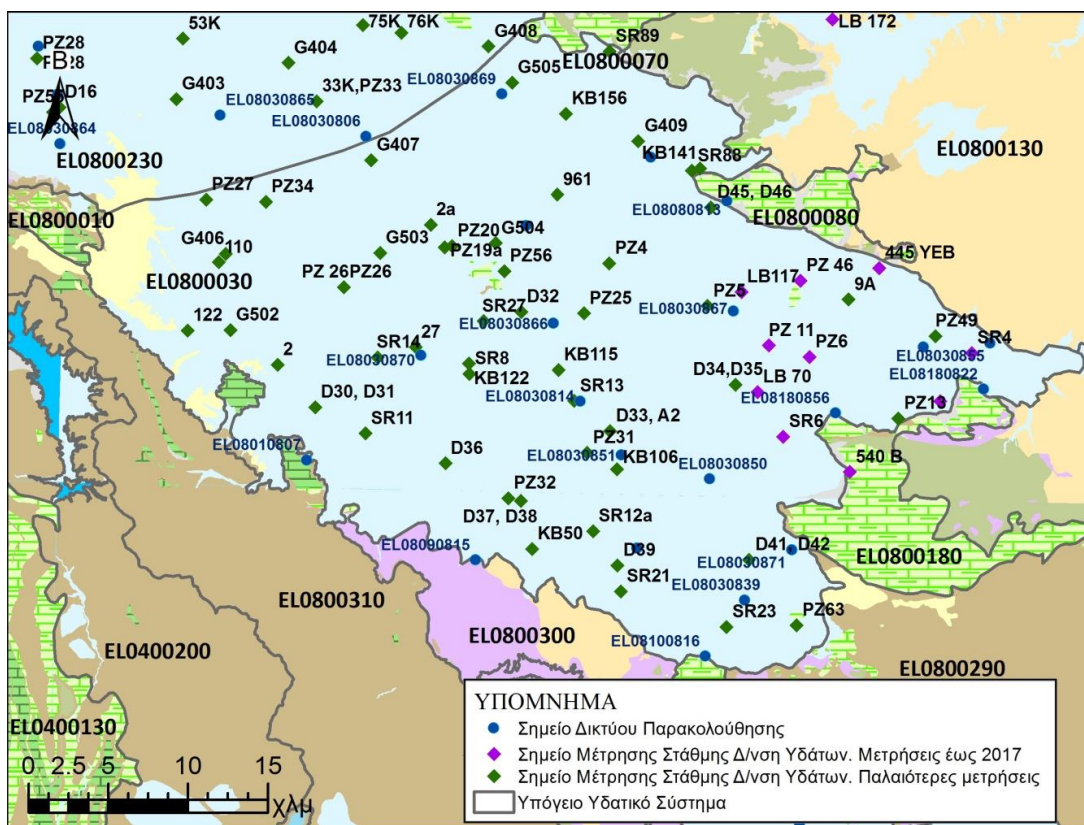 53K
75K 76K
LB 172
PZ28
G404
G408
SR89
B
EL0800070
EL08030869
G505
D16
G403
EL08030865
33K,PZ33
KB156
EL08030864
EL08030806
G409
EL0800230
G407
KB141
SR88
EL0800130
PZ27
PZ34
961
D45, D46
EL0800010
EL08080813
EL0800080
2a
G406
110
G503
PZ20
G504
PZ19a
PZ4
445 YEB
EL0800030
PZ 26PZ26
PZ56
LB117
PZ 46
9A
D32
PZ25
PZ5
EL08030867
122
G502
SR27
EL08030866
PZ49
27
PZ 11
SR4
2
SR14
EL08030870
PZ6
EL08030855
SR8
KB115
D34,D35
LB 70
EL08180822
KB122
EL08030814
SR13
EL08180856
PZ13
D30, D31
SR11
D33, A2
SR6
EL08010807
D36
PZ31
EL08030851
KB106
540 B
EL08030850
PZ32
D37, D38
KB50
SR12a
EL08090815
D39
D41, D42
EL0800180
EL08030871
SR21
EL08030839
EL0800310
EL0800300
SR23
PZ63
EL0400200
EL08100816
EL0800290
EL0400130
ΥΠΟΜΝΗΜΑ
Σημείο Δικτύου Παρακολούθησης
Σημείο Μέτρησης Στάθμης Δ/νση Υδάτων. Μετρήσεις έως 2017
Σημείο Μέτρησης Στάθμης Δ/νση Υδάτων. Παλαιότερες μετρήσεις
Υπόγειο Υδατικό Σύστημα
0 2.5 5 10 15
χλμ